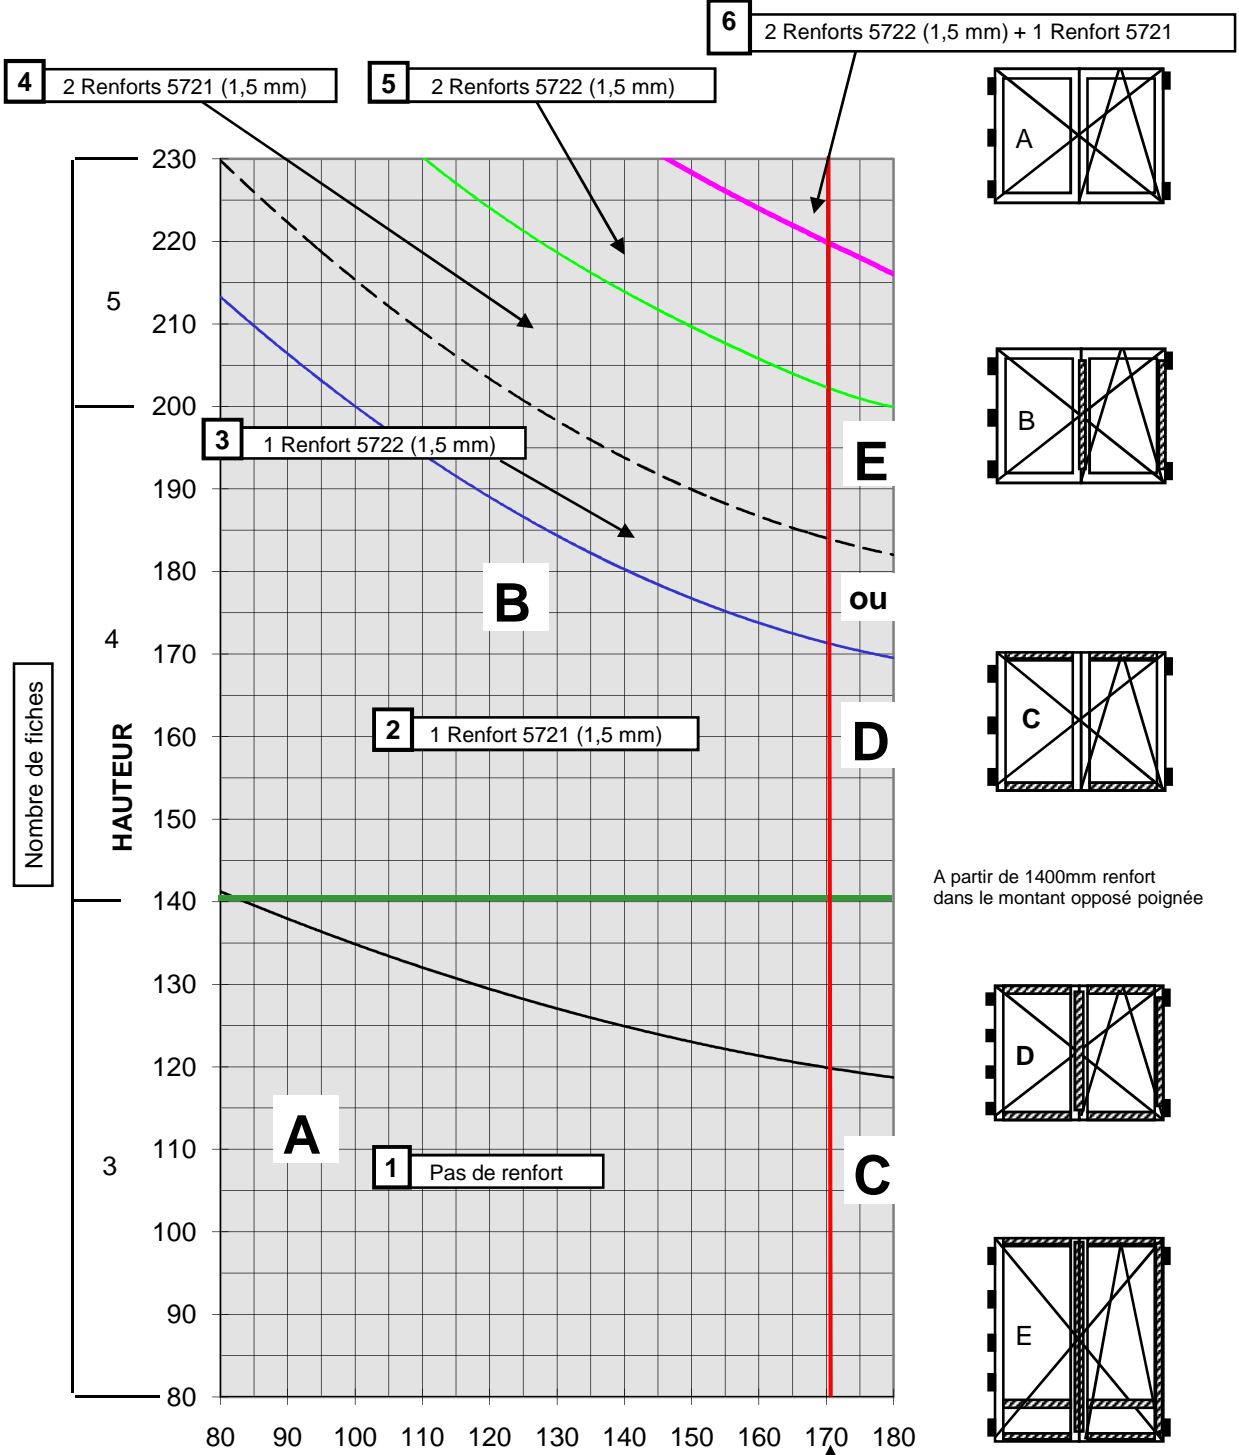 6
2 Renforts 5722 (1,5 mm) + 1 Renfort 5721
4
2 Renforts 5721 (1,5 mm)
5
2 Renforts 5722 (1,5 mm)
A
230
220
5
210
200
B
3
1 Renfort 5722 (1,5 mm)
E
190
180
B
ou
4
170
Nombre de fiches
HAUTEUR
2
1 Renfort 5721 (1,5 mm)
160
D
C
150
A partir de 1400mm renfort
dans le montant opposé poignée
140
130
120
D
A
110
3
1
Pas de renfort
C
100
90
E
80
80 90 100 110 120 130 140 150 160 170 180